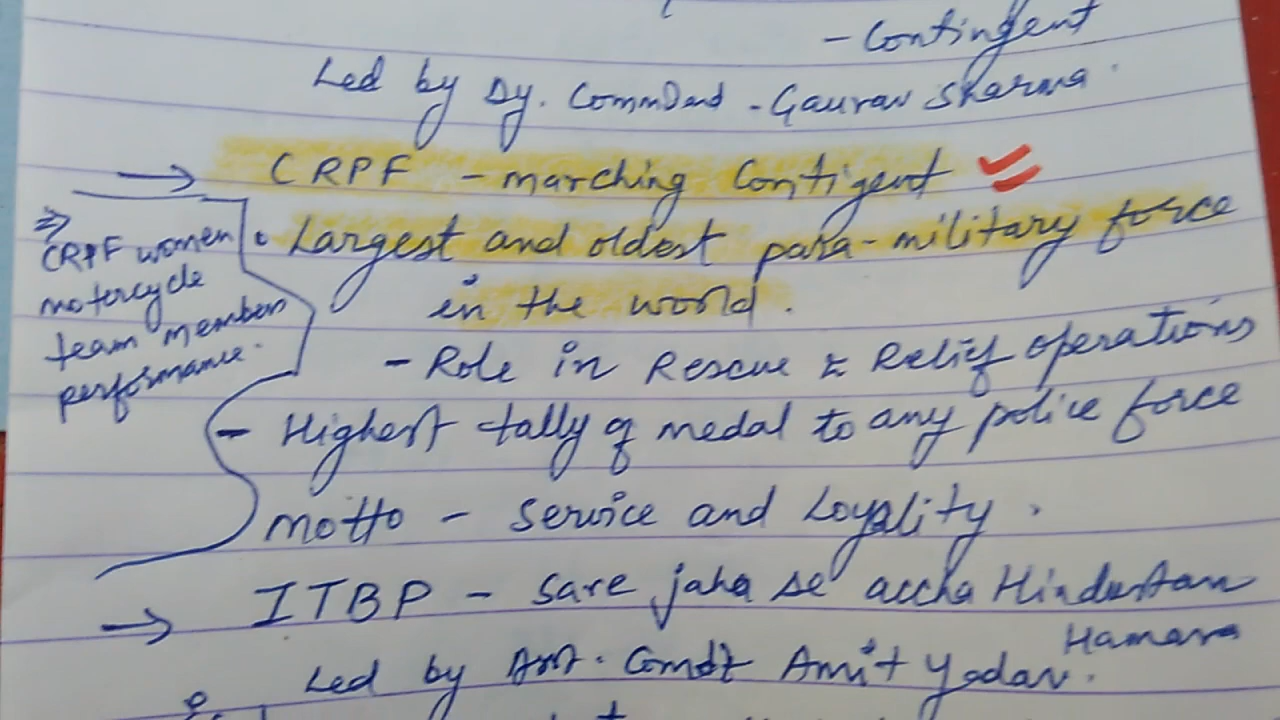 - Contingent
Led by Dy. Command - Gaurav Sharma
→ CRPF - marching Contigent
• Largest and oldest para-military force
in the world.
- Role in Rescue & Relief operations
- Highest tally of medal to any police force
motto - Service and Loyality.
⇒ CRPF women
motorcycle
team members
performance.
→ ITBP - Sare jaha se accha Hindustan
Hamara
Led by Asst. Comdt Amit Yadav.